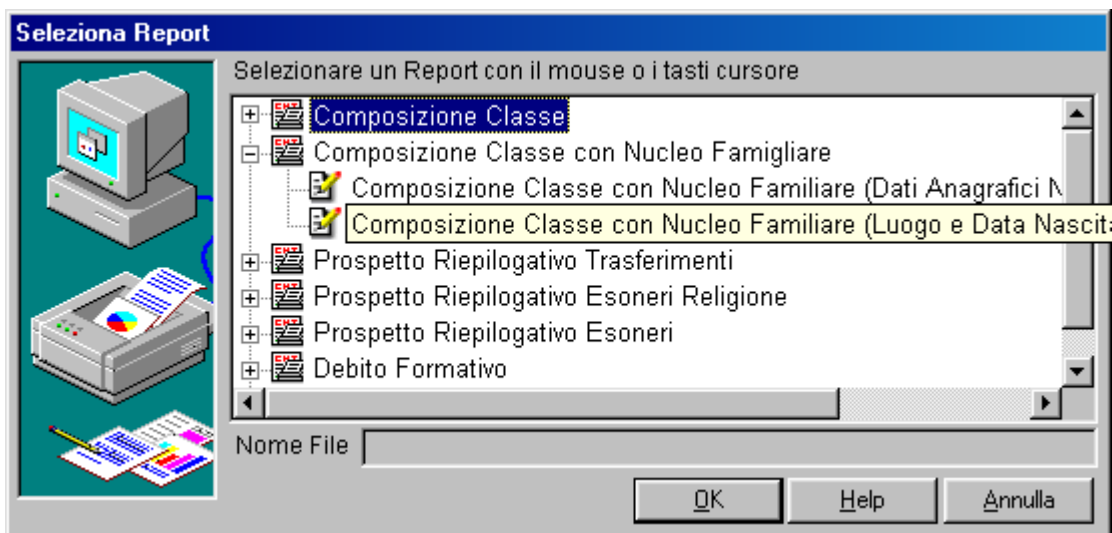 Seleziona Report
Selezionare un Report con il mouse o i tasti cursore
Composizione Classe
Composizione Classe con Nucleo Famigliare
Composizione Classe con Nucleo Familiare (Dati Anagrafici N
Composizione Classe con Nucleo Familiare (Luogo e Data Nascita
Prospetto Riepilogativo Trasferimenti
Prospetto Riepilogativo Esoneri Religione
Prospetto Riepilogativo Esoneri
Debito Formativo
Nome File
OK Help Annulla